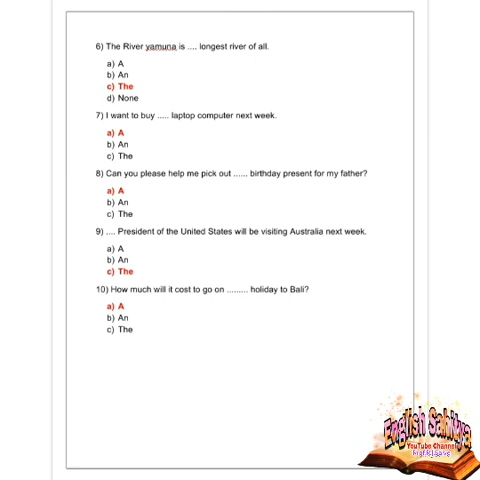 6) The River yamuna is .... longest river of all.
a) A
b) An
c) The
d) None
7) I want to buy ..... laptop computer next week.
a) A
b) An
c) The
8) Can you please help me pick out ...... birthday present for my father?
a) A
b) An
c) The
9) .... President of the United States will be visiting Australia next week.
a) A
b) An
c) The
10) How much will it cost to go on ......... holiday to Bali?
a) A
b) An
c) The
English Sahitya
YouTube Channel